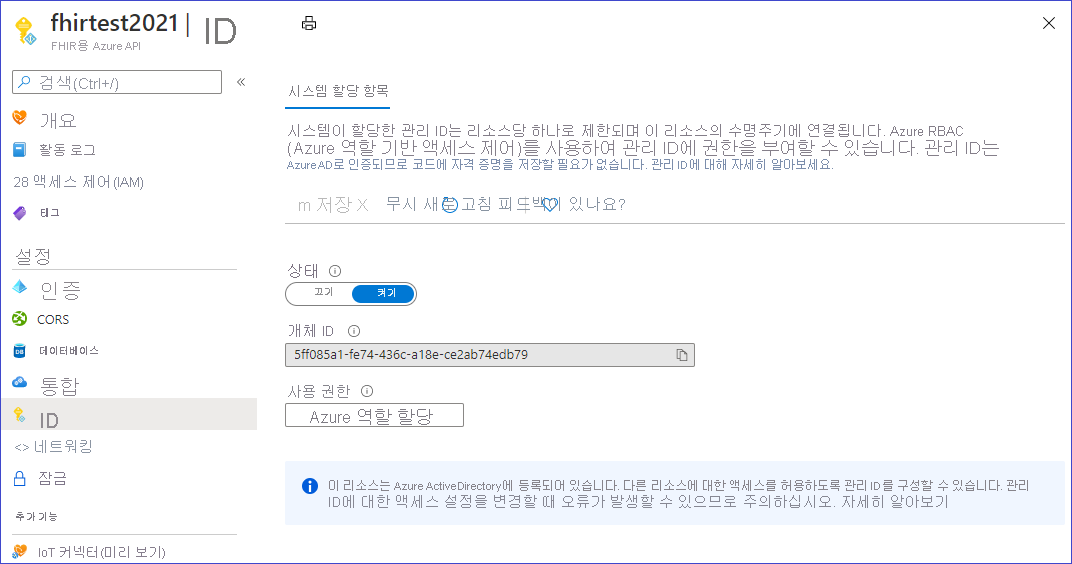 fhirtest2021 | ID
FHIR용 Azure API
검색(Ctrl+/)
«
개요
활동 로그
28 액세스 제어(IAM)
태그
설정
인증
CORS
데이터베이스
통합
ID
<> 네트워킹
잠금
추가 기능
IoT 커넥터(미리 보기)
시스템 할당 항목
시스템이 할당한 관리 ID는 리소스당 하나로 제한되며 이 리소스의 수명주기에 연결됩니다. Azure RBAC
(Azure 역할 기반 액세스 제어)를 사용하여 관리 ID에 권한을 부여할 수 있습니다. 관리 ID는
Azure AD로 인증되므로 코드에 자격 증명을 저장할 필요가 없습니다. 관리 ID에 대해 자세히 알아보세요.
m 저장 X 무시 새로 고침 피드백이 있나요?
상태
끄기 켜기
개체 ID
5ff085a1-fe74-436c-a18e-ce2ab74edb79
사용 권한
Azure 역할 할당
이 리소스는 Azure ActiveDirectory에 등록되어 있습니다. 다른 리소스에 대한 액세스를 허용하도록 관리 ID를 구성할 수 있습니다. 관리
ID에 대한 액세스 설정을 변경할 때 오류가 발생할 수 있으므로 주의하십시오. 자세히 알아보기